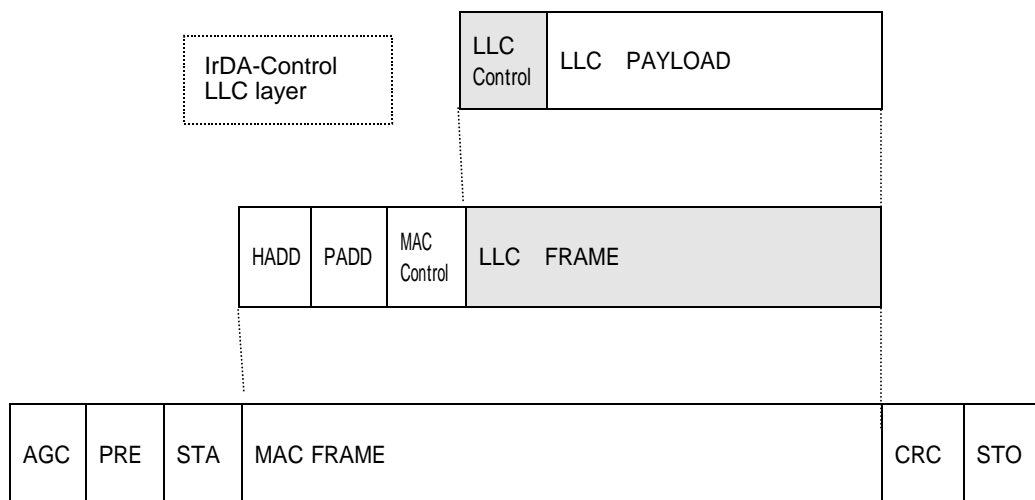 IrDA-Control
LLC layer
LLC
Control
LLC PAYLOAD
HADD
PADD
MAC
Control
LLC FRAME
AGC
PRE
STA
MAC FRAME
CRC
STO